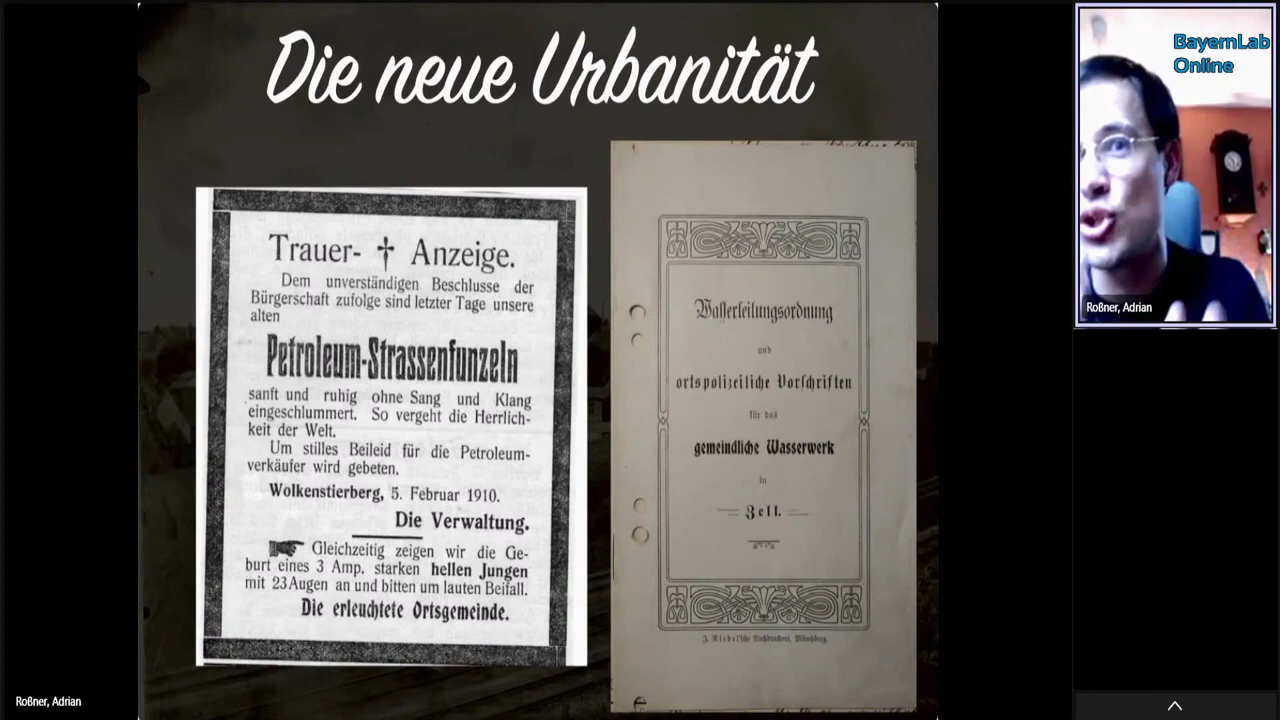 Die neue Urbanität
Trauer- † Anzeige.
Dem unverständigen Beschlusse der
Bürgerschaft zufolge sind letzter Tage unsere
alten
Petroleum-Strassenfunzeln
sanft und ruhig ohne Sang und Klang
eingeschlummert. So vergeht die Herrlich-
keit der Welt.
Um stilles Beileid für die Petroleum-
verkäufer wird gebeten.
Wolkenstierberg, 5. Februar 1910.
Die Verwaltung.
Gleichzeitig zeigen wir die Ge-
burt eines 3 Amp. starken hellen Jungen
mit 23 Augen an und bitten um lauten Beifall.
Die erleuchtete Ortsgemeinde.
Wasserleitungsordnung
und
ortspolizeiliche Vorschriften
für das
gemeindliche Wasserwerk
in
Zell.
J. Riebel'sche Buchdruckerei, Münchberg.
BayernLab
Online
Roßner, Adrian
Roßner, Adrian